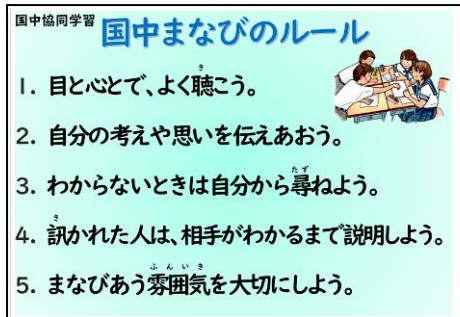 国中協同学習
国中まなびのルール
1. 目と心とで、よく聴こう。
2. 自分の考えや思いを伝えあおう。
3. わからないときは自分から尋ねよう。
4. 訊かれた人は、相手がわかるまで説明しよう。
5. まなびあう雰囲気を大切にしよう。